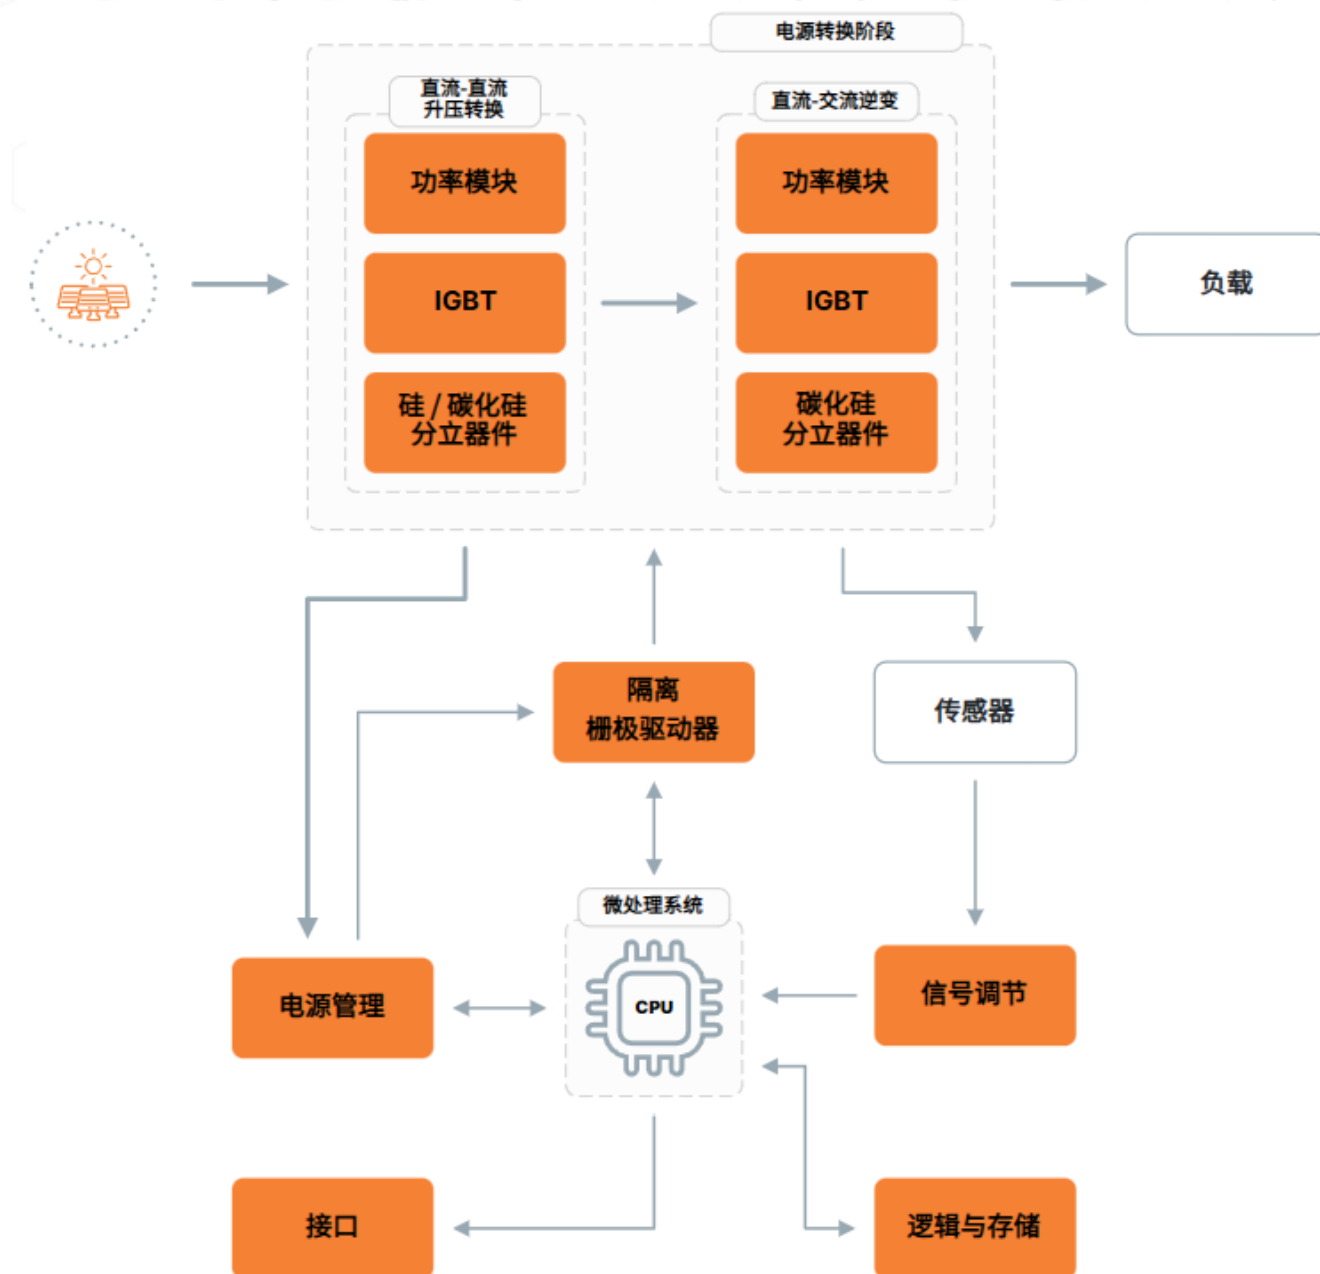 电源转换阶段
直流-直流
升压转换
直流-交流逆变
功率模块
功率模块
IGBT
IGBT
负载
硅 / 碳化硅
分立器件
碳化硅
分立器件
隔离
栅极驱动器
传感器
微处理系统
电源管理
CPU
信号调节
接口
逻辑与存储